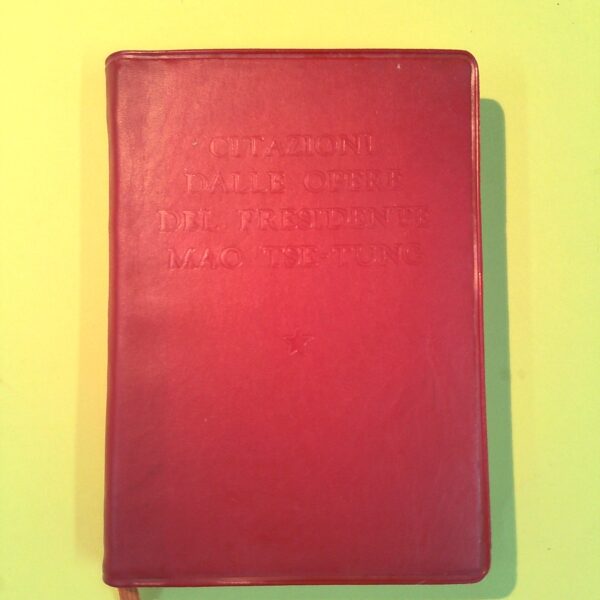 CITAZIONI
DALLE OPERE
DEL PRESIDENTE
MAO TSE-TUNG